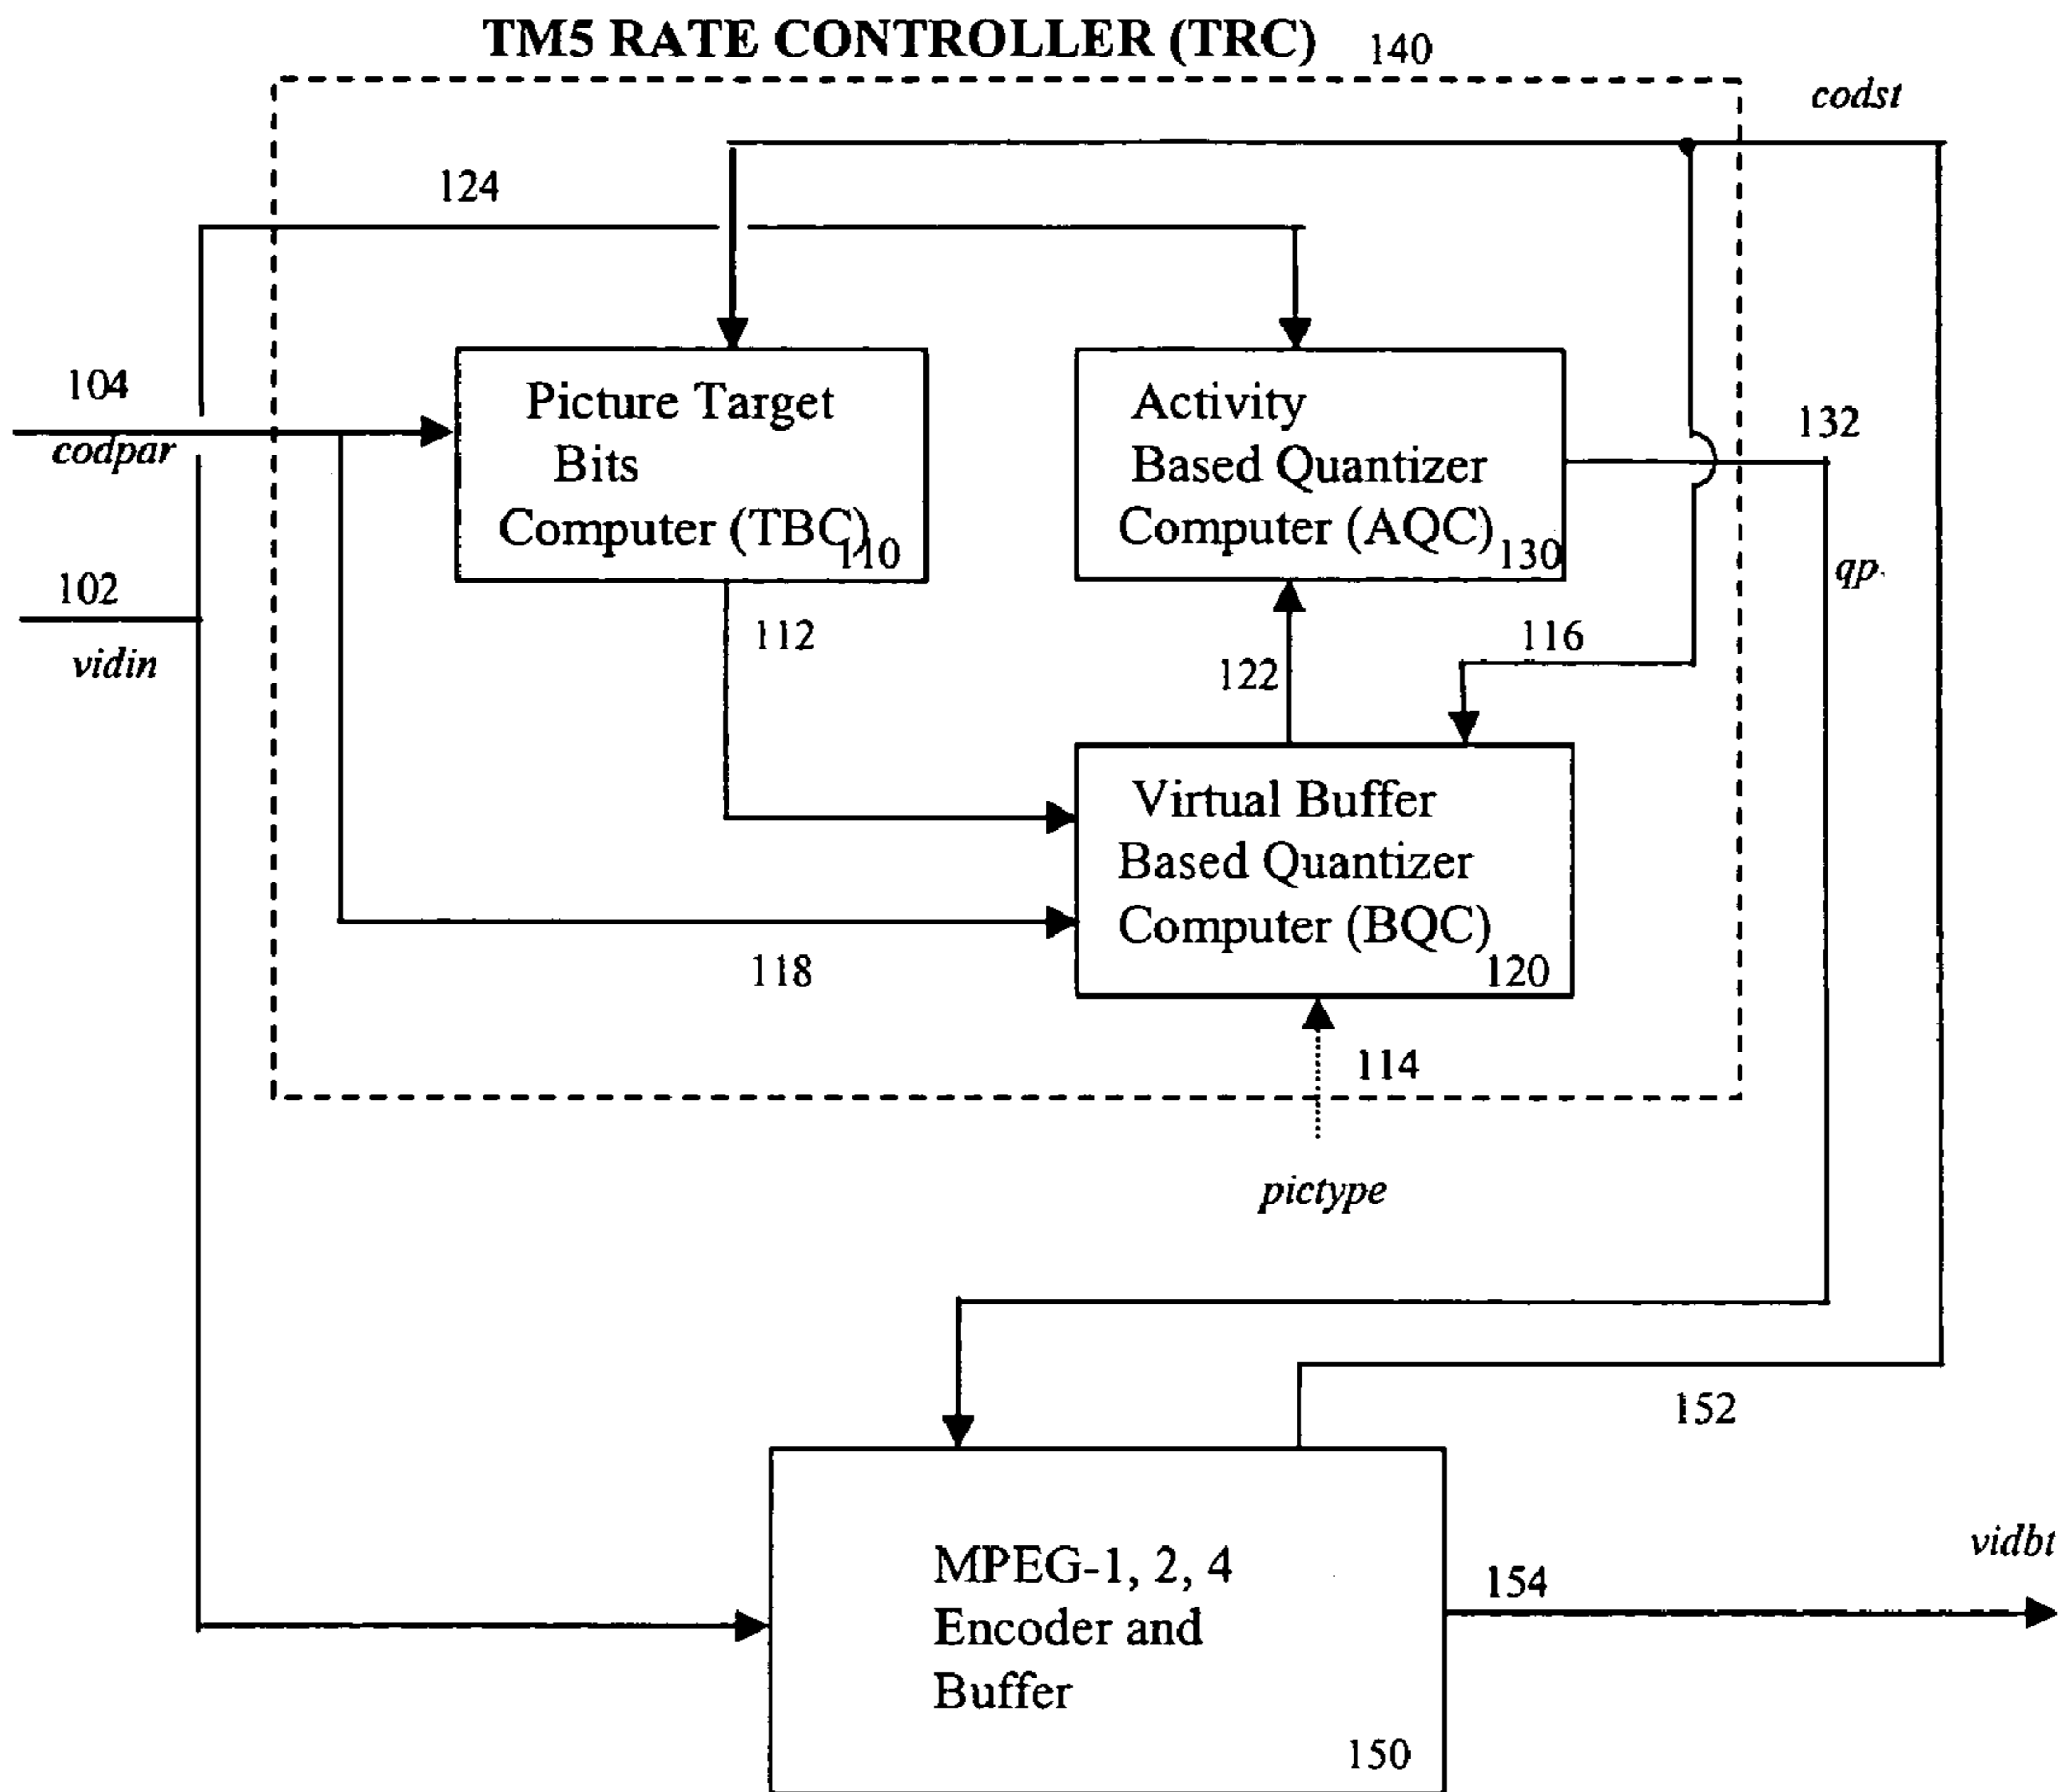 TM5 RATE CONTROLLER (TRC) 140
codst
124
104
codpar
Picture Target
Bits
Computer (TBC)
110
Activity
Based Quantizer
Computer (AQC)
130
132
qp
102
vidin
112
122
116
Virtual Buffer
Based Quantizer
Computer (BQC)
120
118
114
pictype
152
MPEG-1, 2, 4
Encoder and
Buffer
150
154
vidbt